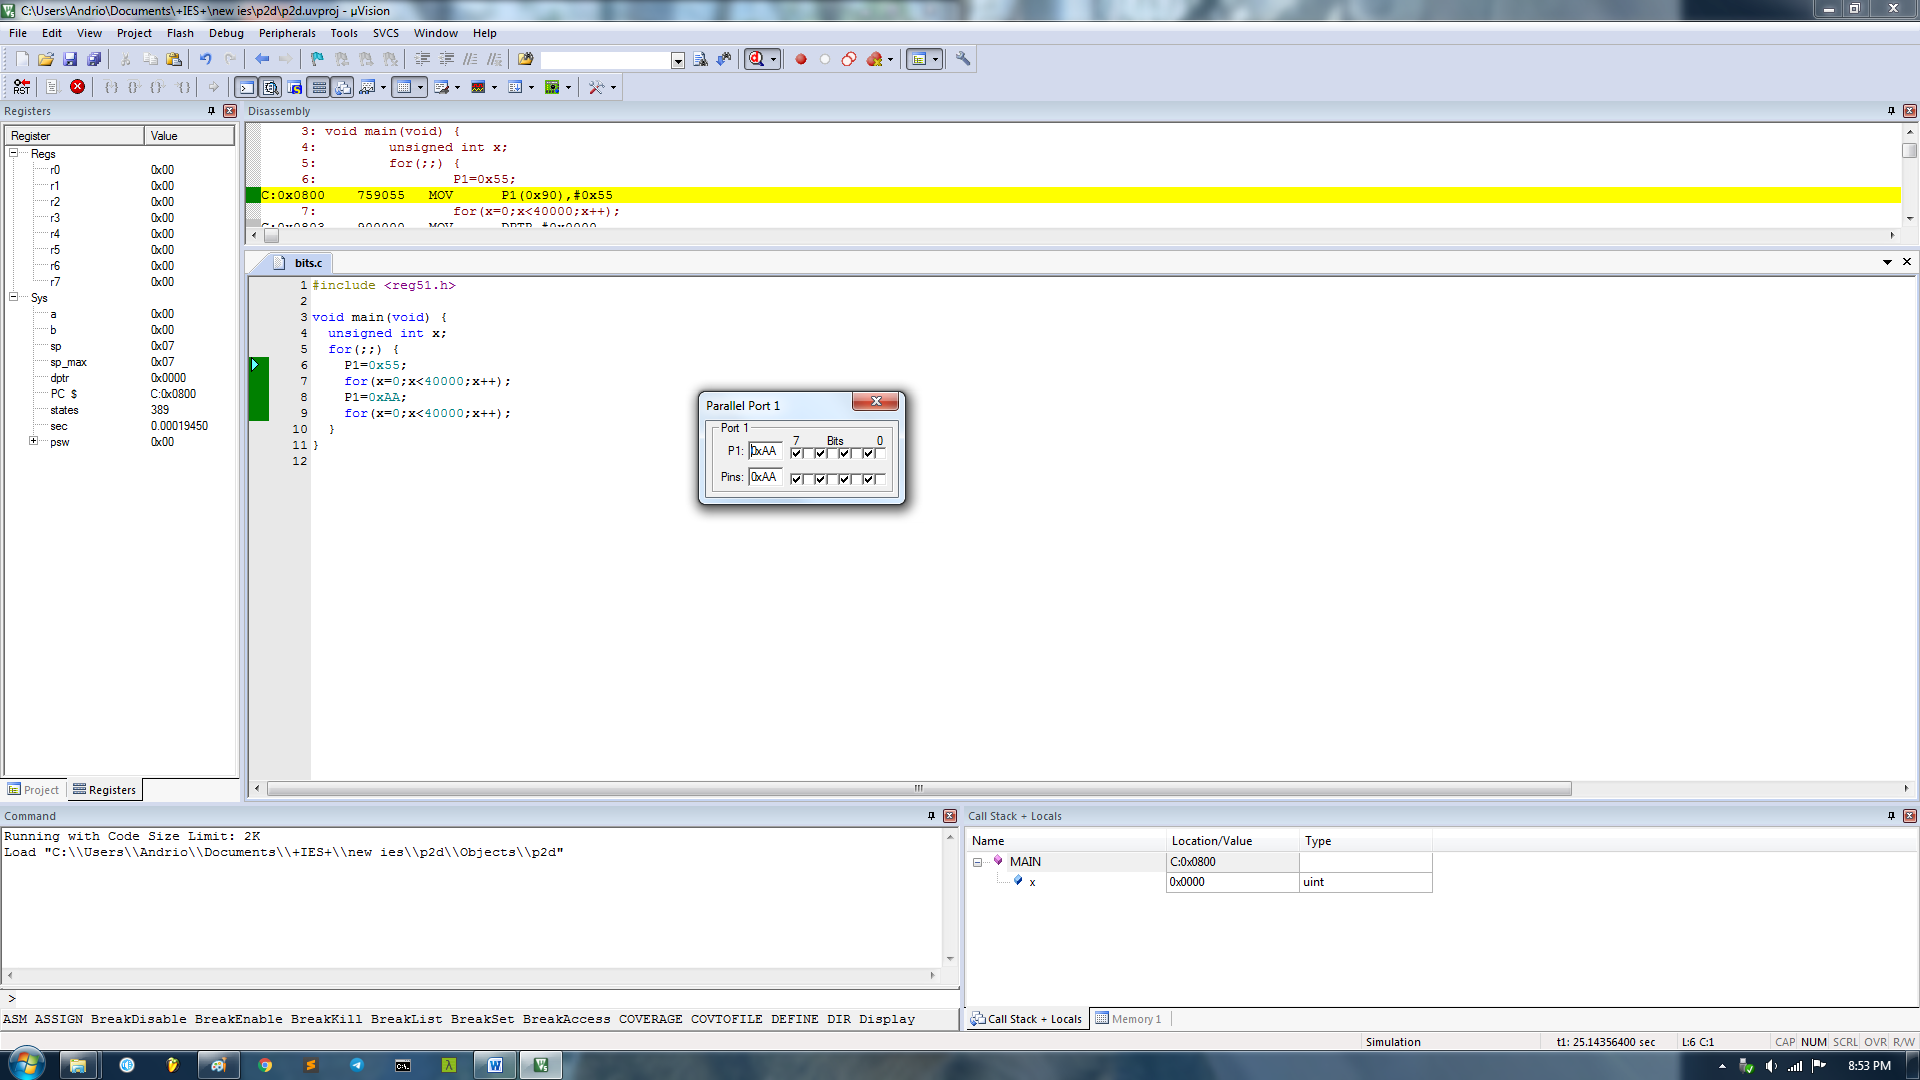 C:\Users\Andrio\Documents\+IES+\new ies\p2d\p2d.uvproj - µVision
File Edit View Project Flash Debug Peripherals Tools SVCS Window Help
RST
Registers
Register Value
Regs
r0 0x00
r1 0x00
r2 0x00
r3 0x00
r4 0x00
r5 0x00
r6 0x00
r7 0x00
Sys
a 0x00
b 0x00
sp 0x07
sp_max 0x07
dptr 0x0000
PC $ C:0x0800
states 389
sec 0.00019450
psw 0x00
Project Registers
Disassembly
3: void main(void) {
4: unsigned int x;
5: for(;;) {
6: P1=0x55;
C:0x0800 759055 MOV P1(0x90),#0x55
7: for(x=0;x<40000;x++);
C:0x0803 900000 MOV DPTR,#0x0000
bits.c
1 #include <reg51.h>
2
3 void main(void) {
4 unsigned int x;
5 for(;;) {
6 P1=0x55;
7 for(x=0;x<40000;x++);
8 P1=0xAA;
9 for(x=0;x<40000;x++);
10 }
11 }
12
Parallel Port 1
Port 1
7 Bits 0
P1: 0xAA
Pins: 0xAA
Command
Running with Code Size Limit: 2K
Load "C:\\Users\\Andrio\\Documents\\+IES+\\new ies\\p2d\\Objects\\p2d"
>
ASM ASSIGN BreakDisable BreakEnable BreakKill BreakList BreakSet BreakAccess COVERAGE COVTOFILE DEFINE DIR Display
Call Stack + Locals
Name Location/Value Type
MAIN C:0x0800
x 0x0000 uint
Call Stack + Locals Memory 1
Simulation t1: 25.14356400 sec L:6 C:1 CAP NUM SCRL OVR R/W
8:53 PM